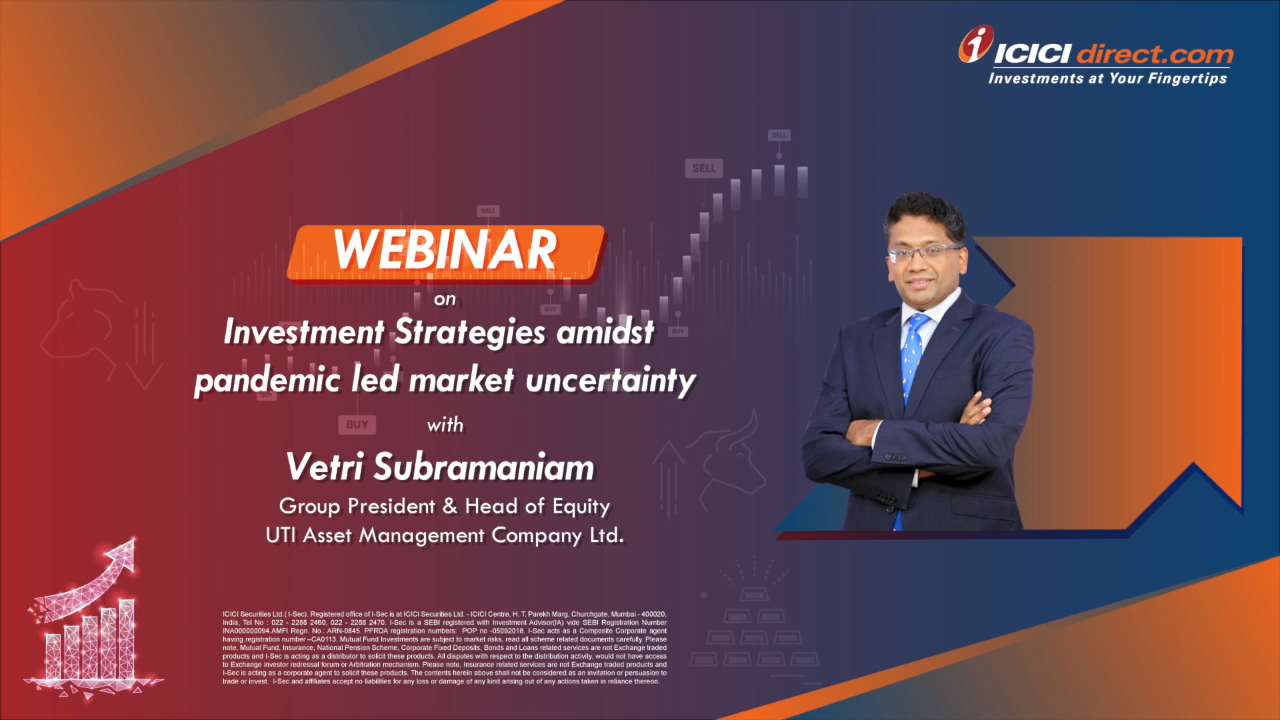 ICICI direct.com
Investments at Your Fingertips
SELL
SELL
SELL
WEBINAR
on
BUY
BUY
Investment Strategies amidst
pandemic led market uncertainty
BUY
with
Vetri Subramaniam
Group President & Head of Equity
UTI Asset Management Company Ltd.
ICICI Securities Ltd.( I-Sec). Registered office of I-Sec is at ICICI Securities Ltd. - ICICI Centre, H. T. Parekh Marg, Churchgate, Mumbai - 400020,
India, Tel No : 022 - 2288 2460, 022 - 2288 2470. I-Sec is a SEBI registered with Investment Advisor(IA) vide SEBI Registration Number
INA000000094.AMFI Regn. No.: ARN-0845. PFRDA registration numbers: POP no -05092018. I-Sec acts as a Composite Corporate agent
having registration number –CA0113. Mutual Fund Investments are subject to market risks, read all scheme related documents carefully. Please
note, Mutual Fund, Insurance, National Pension Scheme, Corporate Fixed Deposits, Bonds and Loans related services are not Exchange traded
products and I-Sec is acting as a distributor to solicit these products. All disputes with respect to the distribution activity, would not have access
to Exchange investor redressal forum or Arbitration mechanism. Please note, Insurance related services are not Exchange traded products and
I-Sec is acting as a corporate agent to solicit these products. The contents herein above shall not be considered as an invitation or persuasion to
trade or invest. I-Sec and affiliates accept no liabilities for any loss or damage of any kind arising out of any actions taken in reliance thereon.